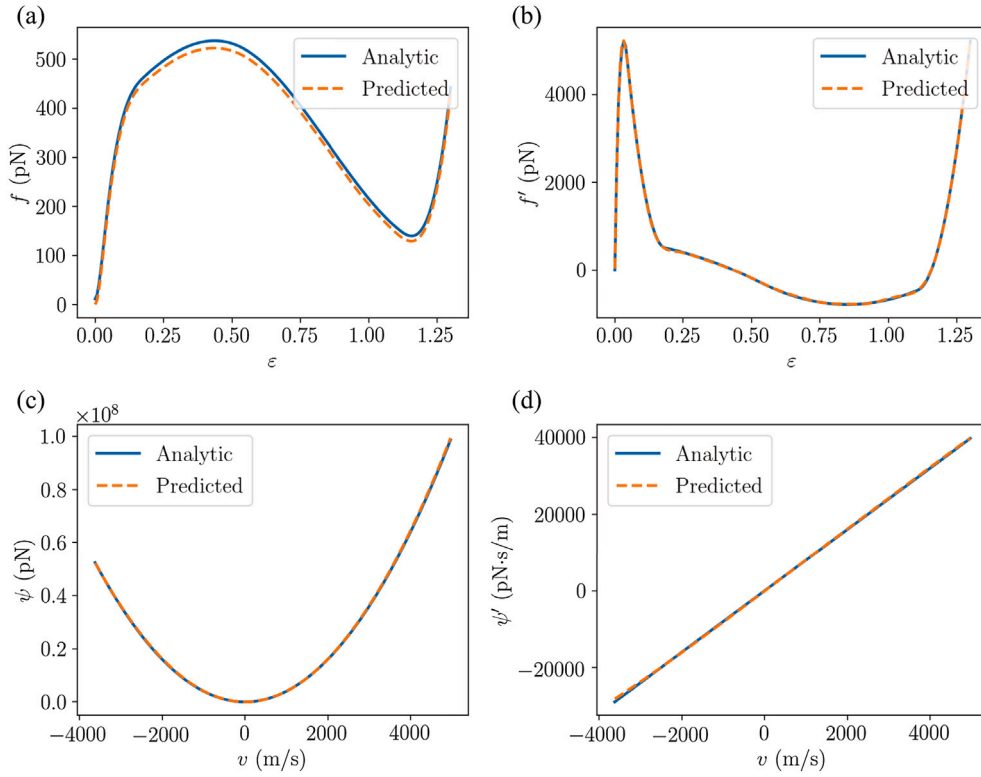 (a)
500
400
300
200
100
0
f (pN)
0.00 0.25 0.50 0.75 1.00 1.25
ε
Analytic
Predicted
(b)
4000
2000
0
f′ (pN)
0.00 0.25 0.50 0.75 1.00 1.25
ε
Analytic
Predicted
(c)
×10⁸
1.0
0.8
0.6
0.4
0.2
0.0
ψ (pN)
−4000 −2000 0 2000 4000
v (m/s)
Analytic
Predicted
(d)
40000
20000
0
−20000
ψ′ (pN·s/m)
−4000 −2000 0 2000 4000
v (m/s)
Analytic
Predicted